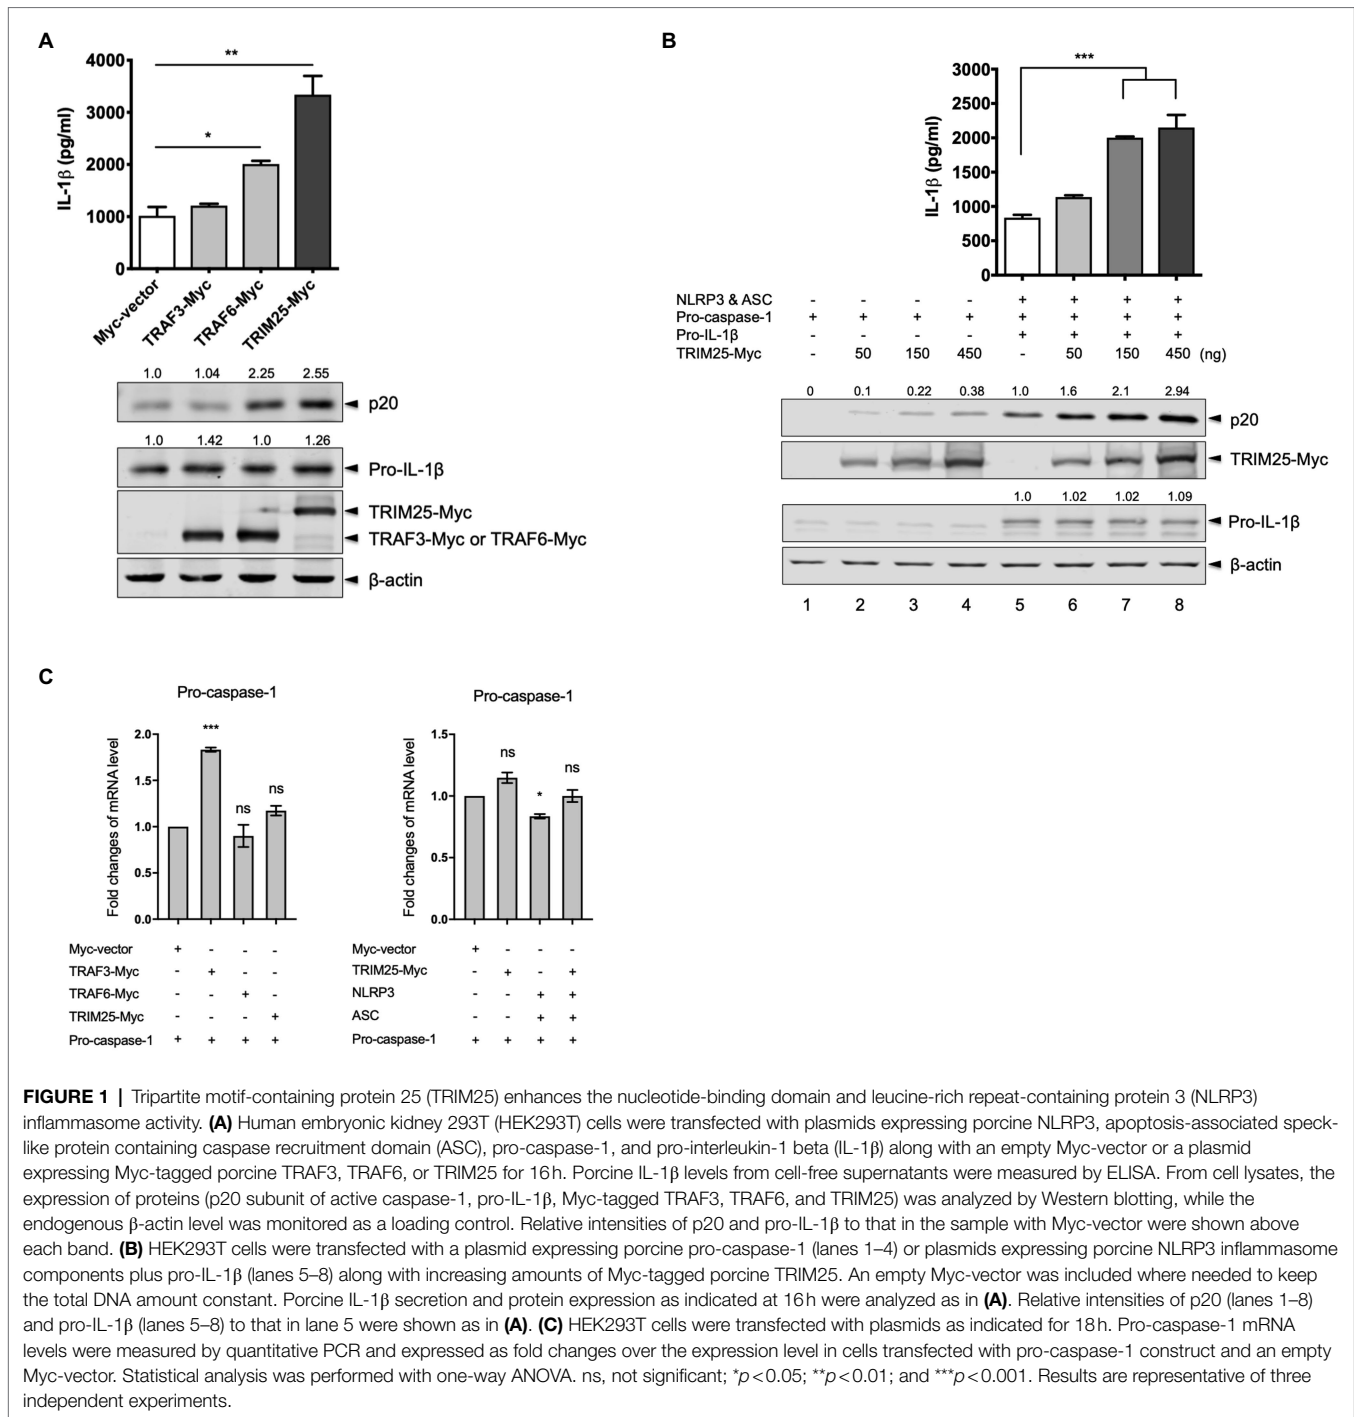 A
4000
3000
2000
1000
0
IL-1β (pg/ml)
**
*
Myc-vector
TRAF3-Myc
TRAF6-Myc
TRIM25-Myc
1.0 1.04 2.25 2.55
p20
1.0 1.42 1.0 1.26
Pro-IL-1β
TRIM25-Myc
TRAF3-Myc or TRAF6-Myc
β-actin
B
3000
2500
2000
1500
1000
500
0
IL-1β (pg/ml)
***
NLRP3 & ASC - - - - + + + +
Pro-caspase-1 + + + + + + + +
Pro-IL-1β - - - - + + + +
TRIM25-Myc - 50 150 450 - 50 150 450 (ng)
0 0.1 0.22 0.38 1.0 1.6 2.1 2.94
p20
TRIM25-Myc
1.0 1.02 1.02 1.09
Pro-IL-1β
β-actin
1 2 3 4 5 6 7 8
C
Pro-caspase-1
Fold changes of mRNA level
2.0
1.5
1.0
0.5
0.0
***
ns
ns
Myc-vector + - - -
TRAF3-Myc - + - -
TRAF6-Myc - - + -
TRIM25-Myc - - - +
Pro-caspase-1 + + + +
Pro-caspase-1
Fold changes of mRNA level
1.5
1.0
0.5
0.0
ns
*
ns
Myc-vector + - - -
TRIM25-Myc - + - +
NLRP3 - - + +
ASC - - + +
Pro-caspase-1 + + + +
FIGURE 1 | Tripartite motif-containing protein 25 (TRIM25) enhances the nucleotide-binding domain and leucine-rich repeat-containing protein 3 (NLRP3)
inflammasome activity. (A) Human embryonic kidney 293T (HEK293T) cells were transfected with plasmids expressing porcine NLRP3, apoptosis-associated speck-
like protein containing caspase recruitment domain (ASC), pro-caspase-1, and pro-interleukin-1 beta (IL-1β) along with an empty Myc-vector or a plasmid
expressing Myc-tagged porcine TRAF3, TRAF6, or TRIM25 for 16 h. Porcine IL-1β levels from cell-free supernatants were measured by ELISA. From cell lysates, the
expression of proteins (p20 subunit of active caspase-1, pro-IL-1β, Myc-tagged TRAF3, TRAF6, and TRIM25) was analyzed by Western blotting, while the
endogenous β-actin level was monitored as a loading control. Relative intensities of p20 and pro-IL-1β to that in the sample with Myc-vector were shown above
each band. (B) HEK293T cells were transfected with a plasmid expressing porcine pro-caspase-1 (lanes 1–4) or plasmids expressing porcine NLRP3 inflammasome
components plus pro-IL-1β (lanes 5–8) along with increasing amounts of Myc-tagged porcine TRIM25. An empty Myc-vector was included where needed to keep
the total DNA amount constant. Porcine IL-1β secretion and protein expression as indicated at 16 h were analyzed as in (A). Relative intensities of p20 (lanes 1–8)
and pro-IL-1β (lanes 5–8) to that in lane 5 were shown as in (A). (C) HEK293T cells were transfected with plasmids as indicated for 18 h. Pro-caspase-1 mRNA
levels were measured by quantitative PCR and expressed as fold changes over the expression level in cells transfected with pro-caspase-1 construct and an empty
Myc-vector. Statistical analysis was performed with one-way ANOVA. ns, not significant; *p < 0.05; **p < 0.01; and ***p < 0.001. Results are representative of three
independent experiments.